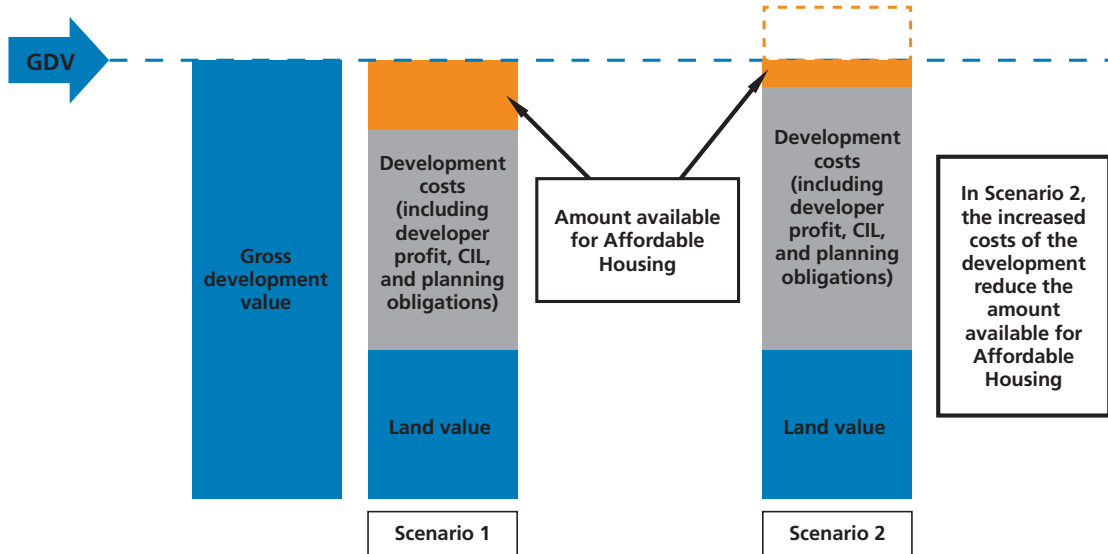 GDV
Gross
development
value
Development
costs
(including
developer
profit, CIL,
and planning
obligations)
Land value
Scenario 1
Amount available
for Affordable
Housing
Development
costs
(including
developer
profit, CIL,
and planning
obligations)
Land value
Scenario 2
In Scenario 2,
the increased
costs of the
development
reduce the
amount
available for
Affordable
Housing